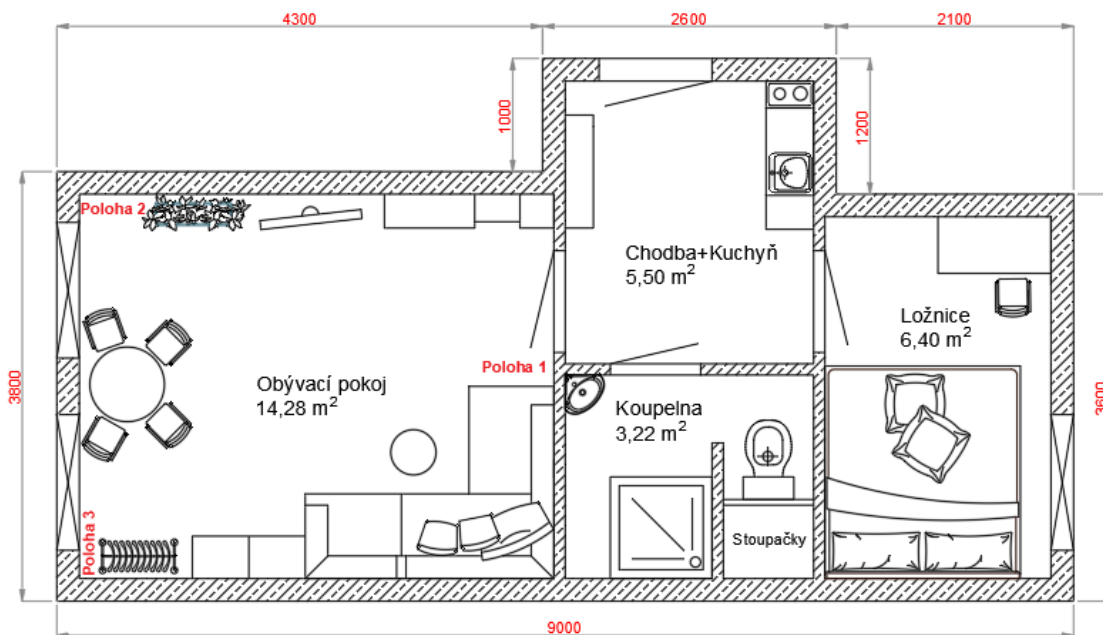 4300
2600
2100
1000
1200
3800
3600
Poloha 2
Chodba+Kuchyň
5,50 m²
Ložnice
6,40 m²
Poloha 1
Obývací pokoj
14,28 m²
Koupelna
3,22 m²
Poloha 3
Stoupačky
9000